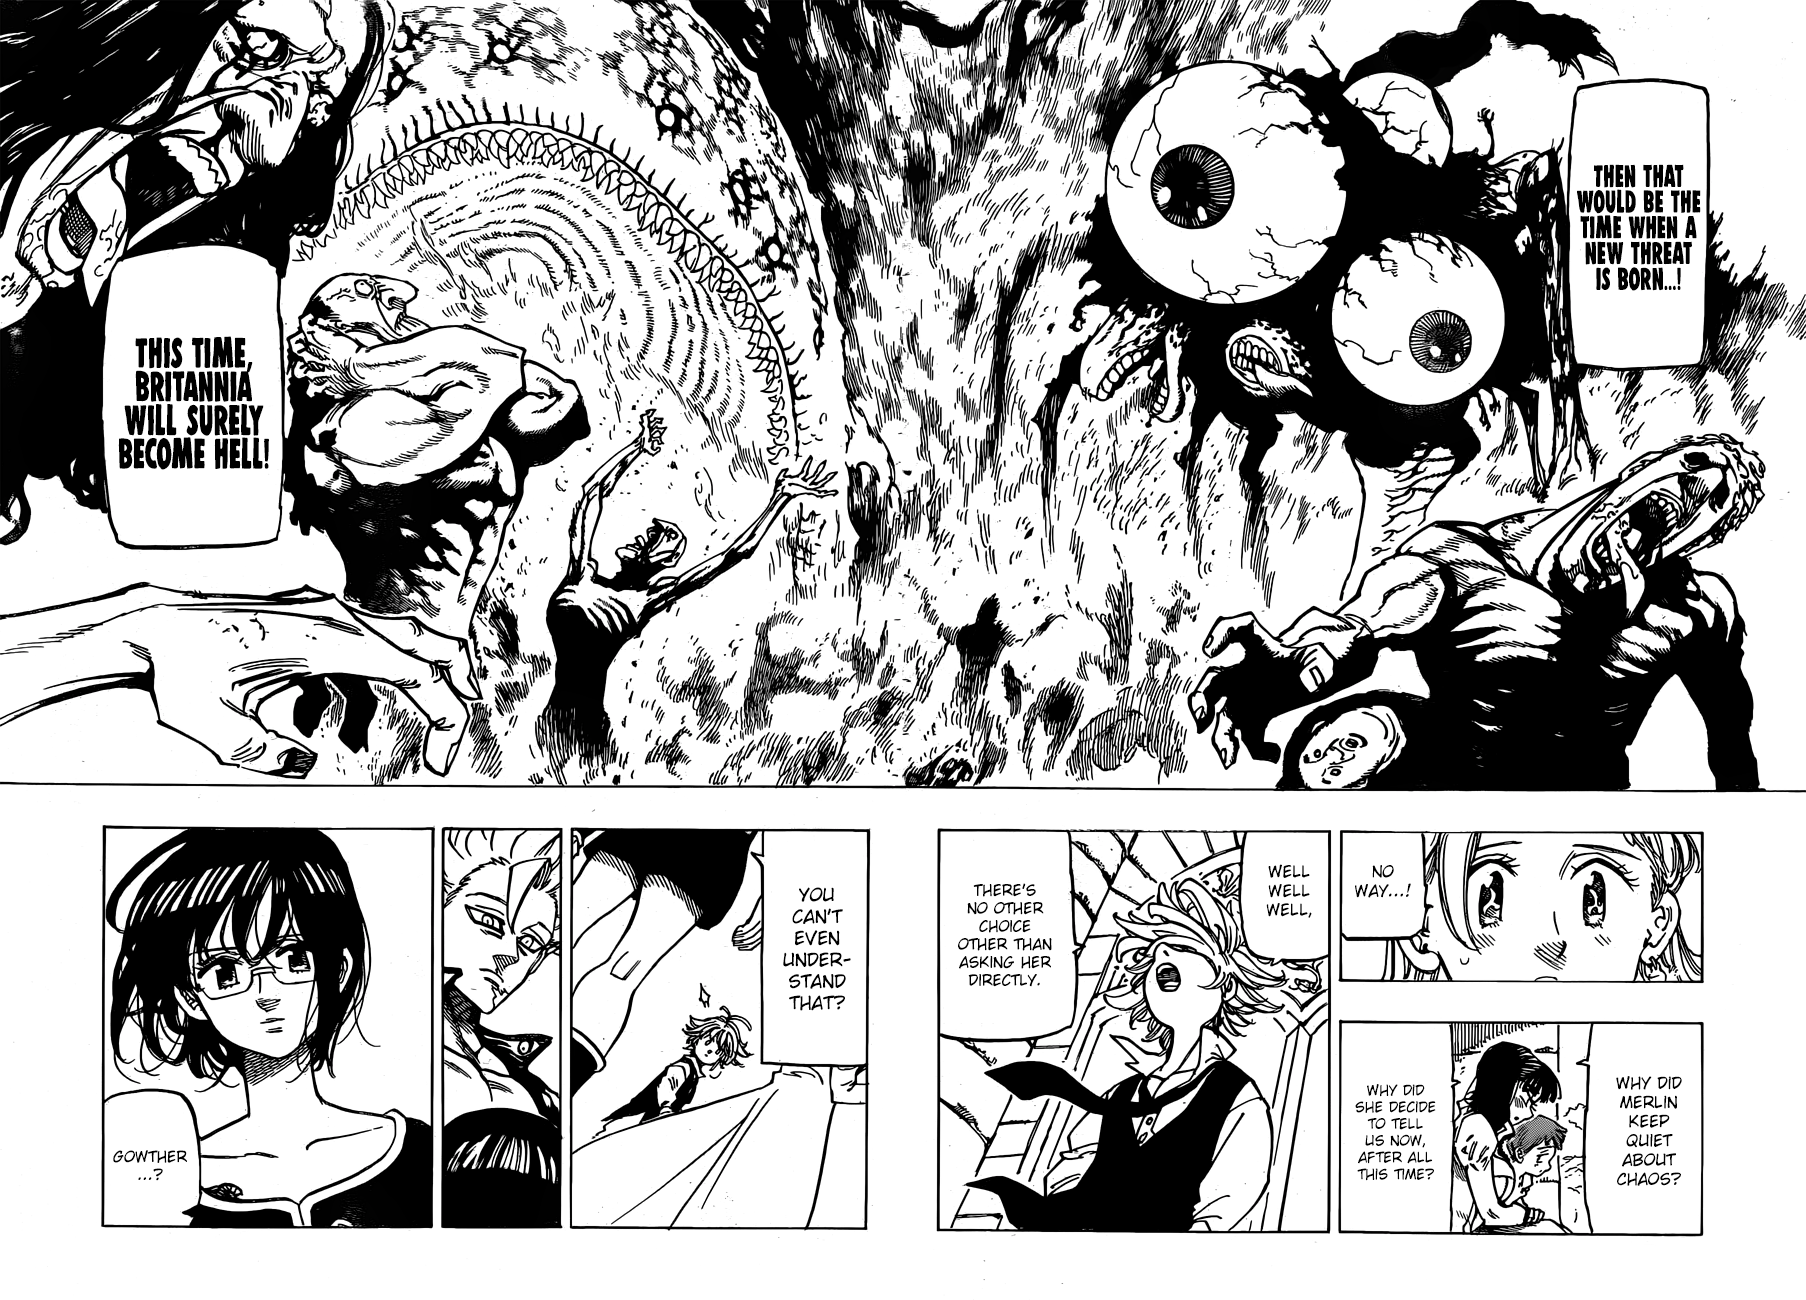 THEN THAT
WOULD BE THE
TIME WHEN A
NEW THREAT
IS BORN...!
THIS TIME,
BRITANNIA
WILL SURELY
BECOME HELL!
NO
WAY...!
WHY DID
MERLIN
KEEP
QUIET
ABOUT
CHAOS?
WHY DID
SHE DECIDE
TO TELL
US NOW,
AFTER ALL
THIS TIME?
WELL
WELL
WELL,
THERE'S
NO OTHER
CHOICE
OTHER THAN
ASKING HER
DIRECTLY.
YOU
CAN'T
EVEN
UNDER-
STAND
THAT?
GOWTHER
...?